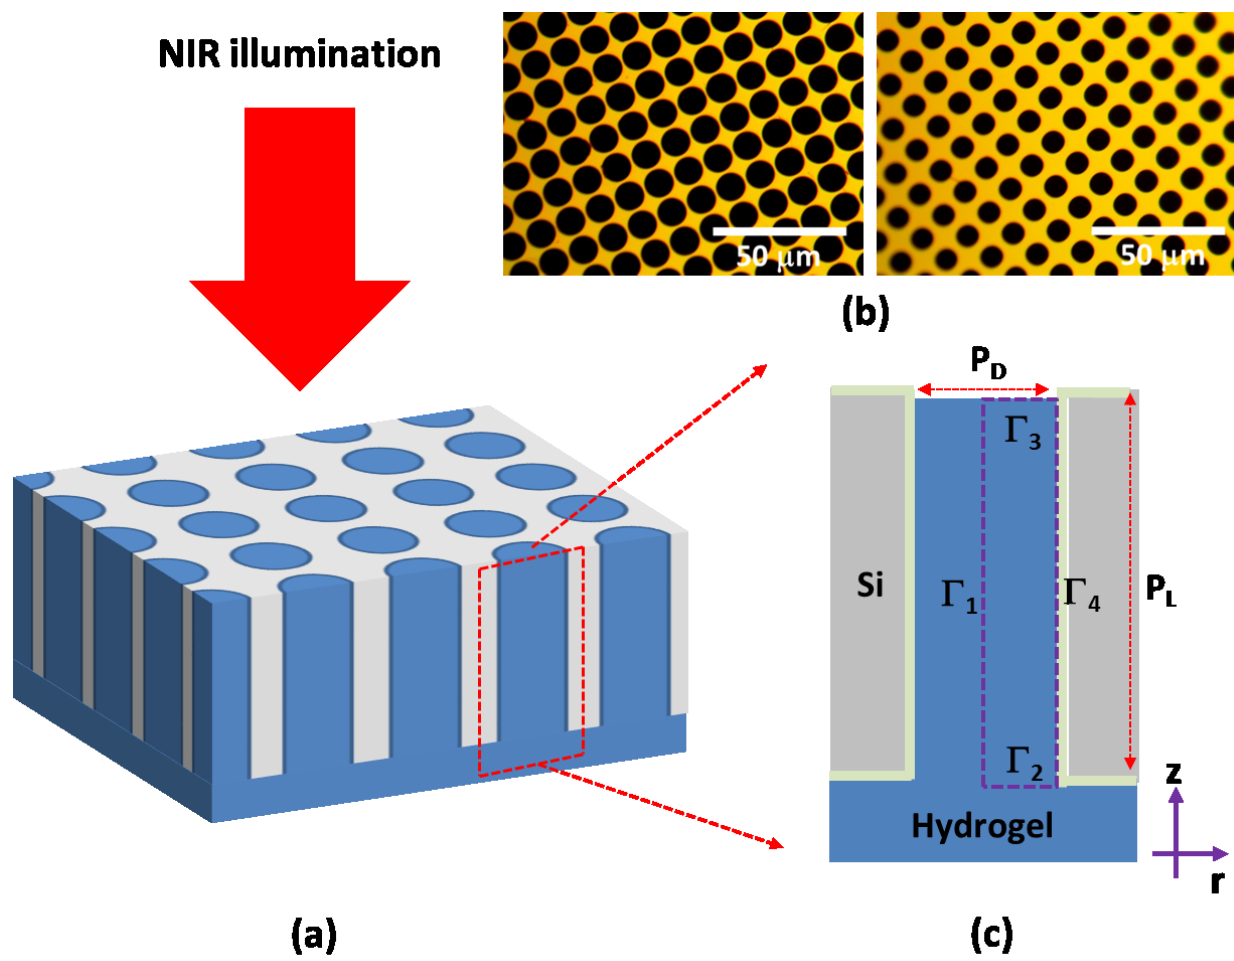 NIR illumination
50 μm
50 μm
(b)
P_D
Γ_3
Si
Γ_1
Γ_4
P_L
Γ_2
z
Hydrogel
r
(a)
(c)